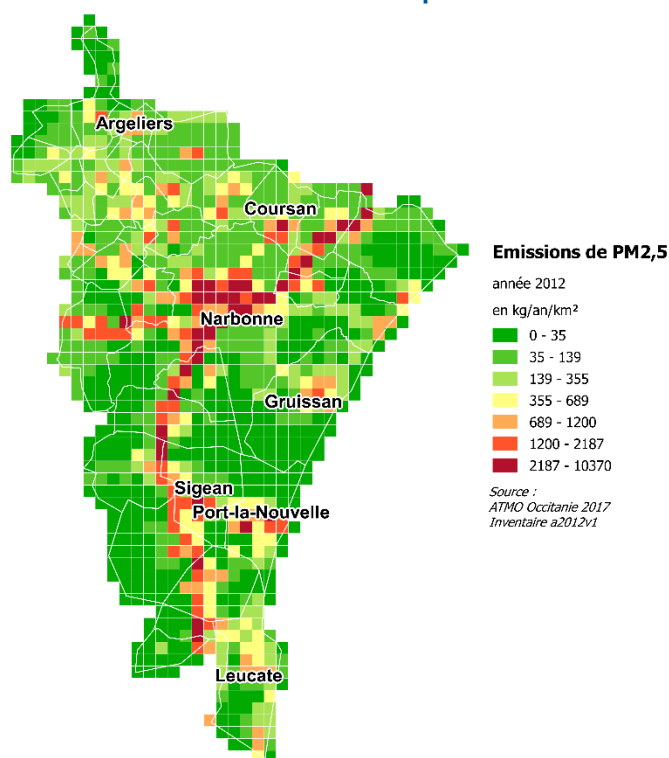 Argeliers
Coursan
Narbonne
Gruissan
Sigean
Port-la-Nouvelle
Leucate
Emissions de PM2,5
année 2012
en kg/an/km²
0 - 35
35 - 139
139 - 355
355 - 689
689 - 1200
1200 - 2187
2187 - 10370
Source :
ATMO Occitanie 2017
Inventaire a2012v1